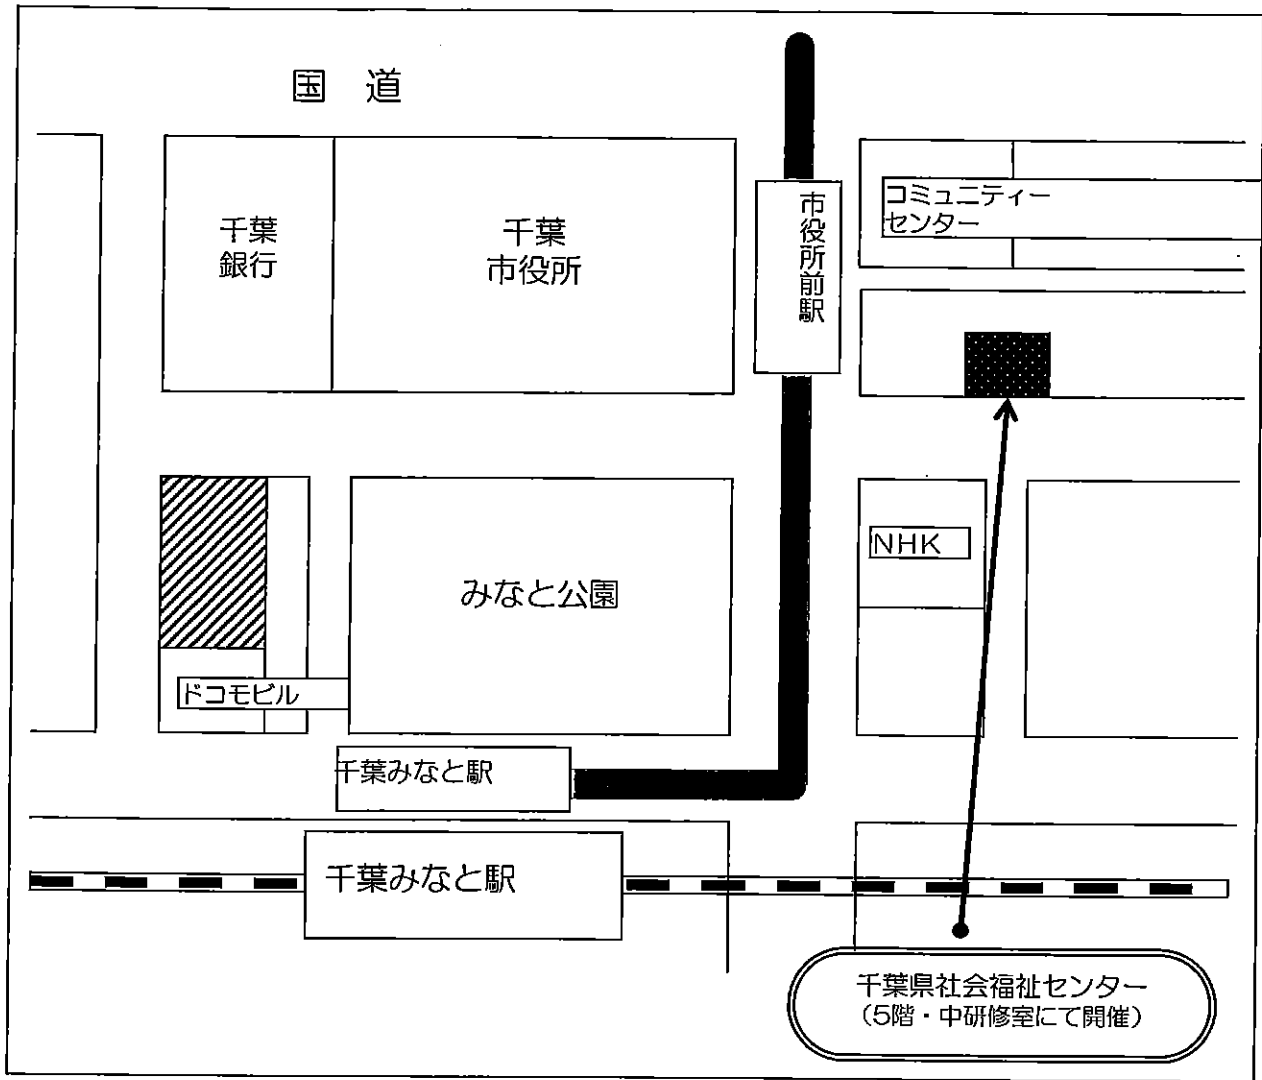 国 道
千葉
銀行
千葉
市役所
市役所前駅
コミュニティー
センター
NHK
みなと公園
ドコモビル
千葉みなと駅
千葉みなと駅
千葉県社会福祉センター
（5階・中研修室にて開催）